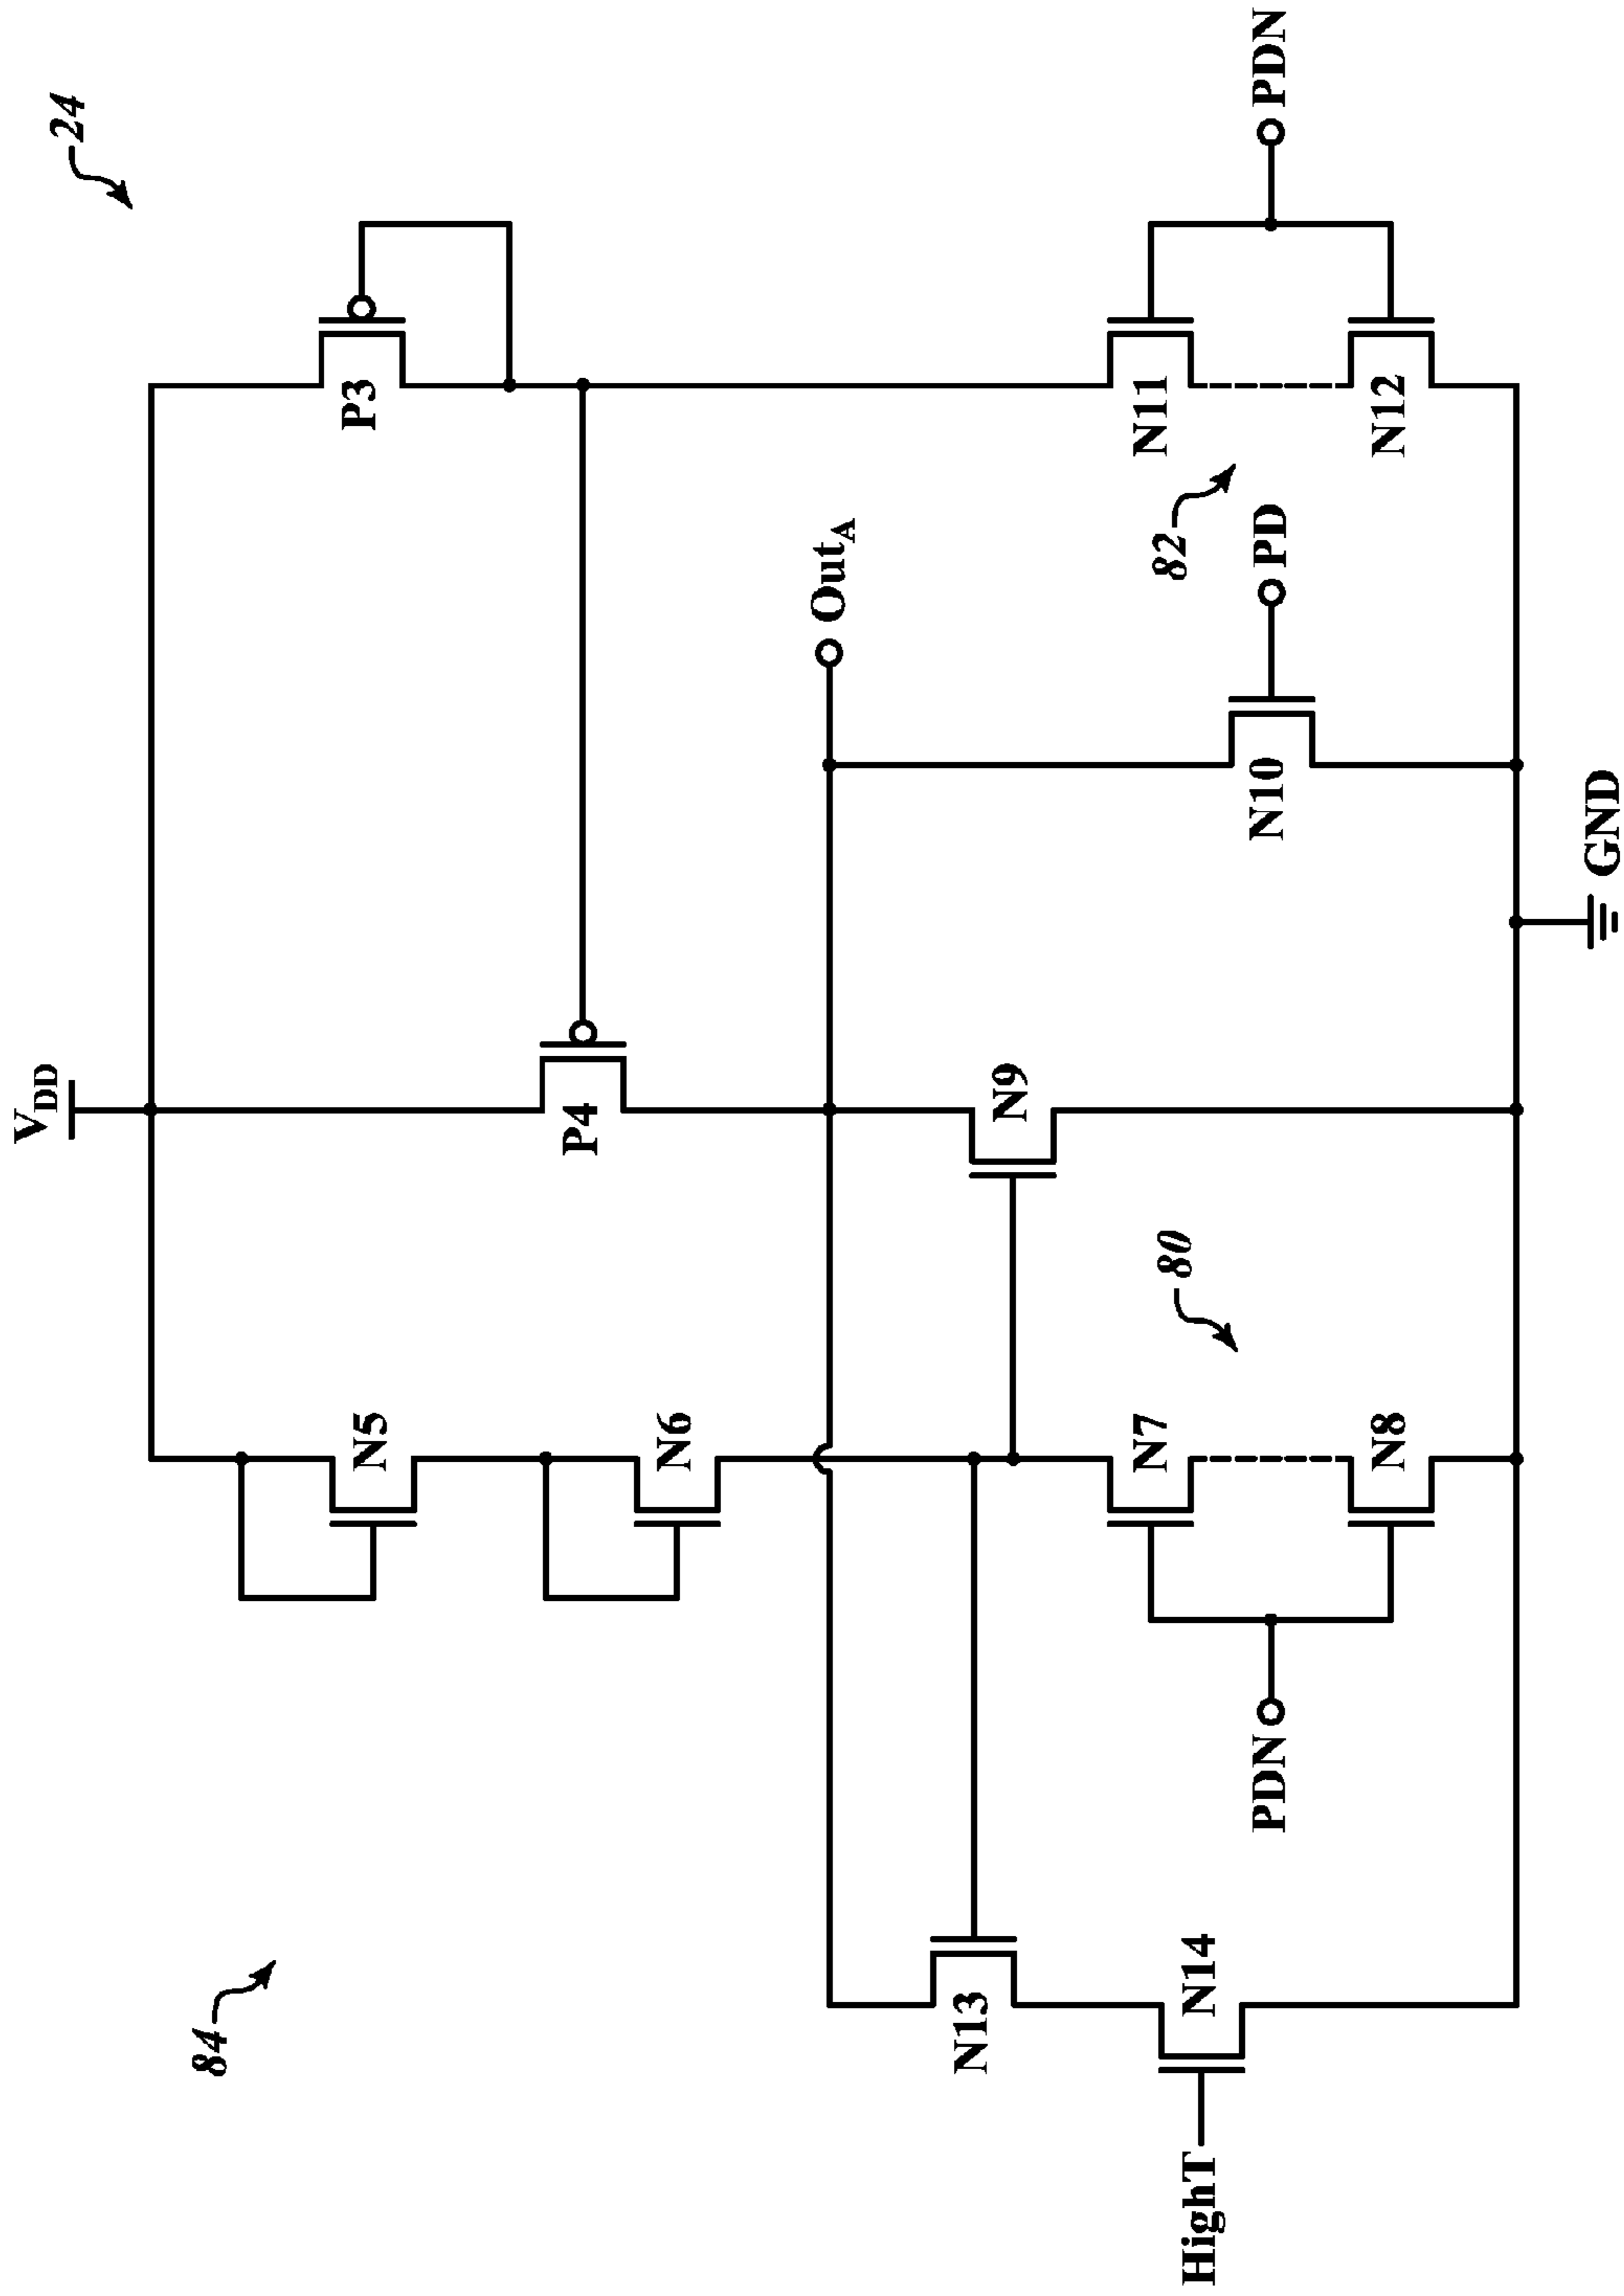 24
84
V_DD
P3
P4
N5
N6
Out_A
N9
N13
N7
N8
80
N10
82
N11
N12
PD
PDN
PDN
N14
HighT
GND